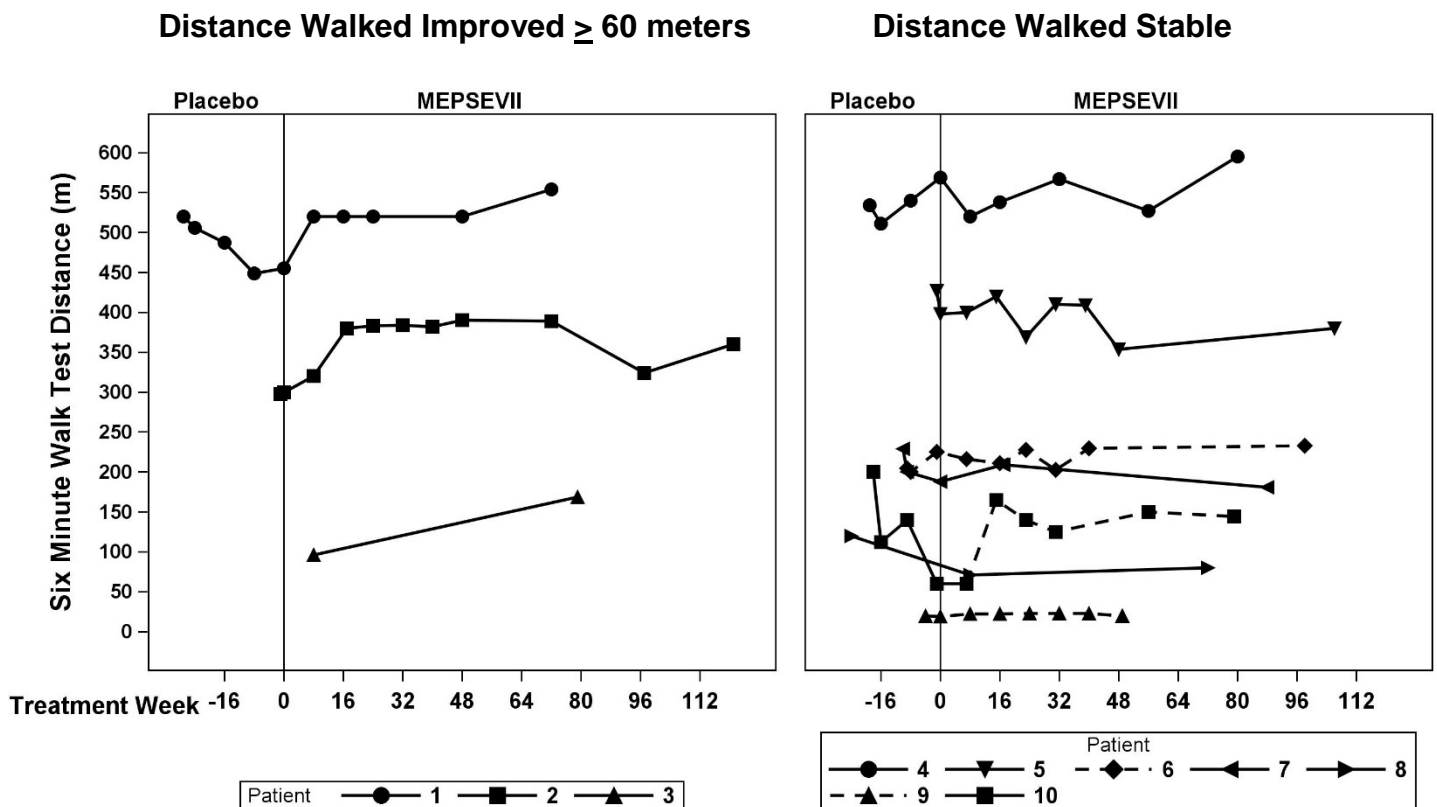 Distance Walked Improved ≥ 60 meters
Distance Walked Stable
Placebo MEPSEVII
Placebo MEPSEVII
Six Minute Walk Test Distance (m)
600
550
500
450
400
350
300
250
200
150
100
50
0
Treatment Week -16 0 16 32 48 64 80 96 112
-16 0 16 32 48 64 80 96 112
Patient 1 2 3
Patient
4 5 6 7 8
9 10